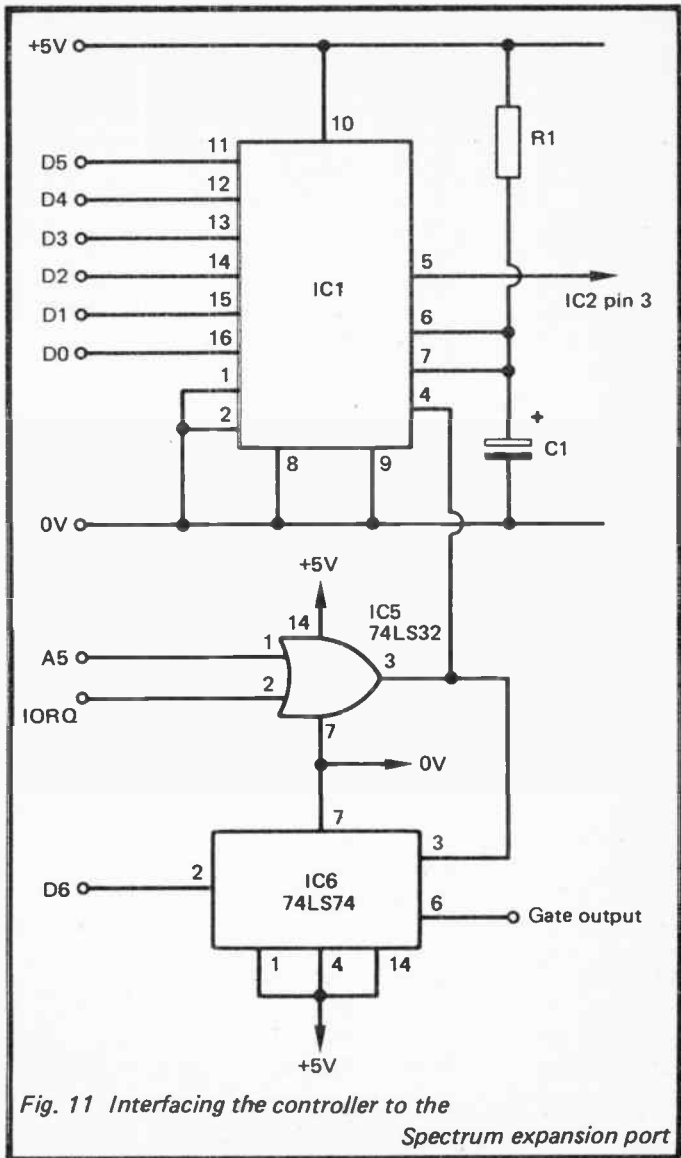 +5V
10
R1
D5 11
D4 12
D3 13
D2 14
D1 15
D0 16
1
2
IC1
5
IC2 pin 3
6
7
4
+
C1
8 9
0V
+5V
14
IC5
74LS32
A5 1
3
IORQ 2
7
0V
7
D6 2
IC6
74LS74
3
6 Gate output
1 4 14
+5V
Fig. 11 Interfacing the controller to the
Spectrum expansion port